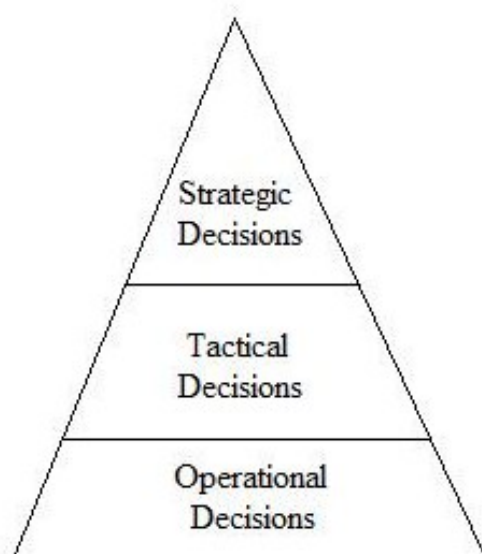 Strategic
Decisions
Tactical
Decisions
Operational
Decisions